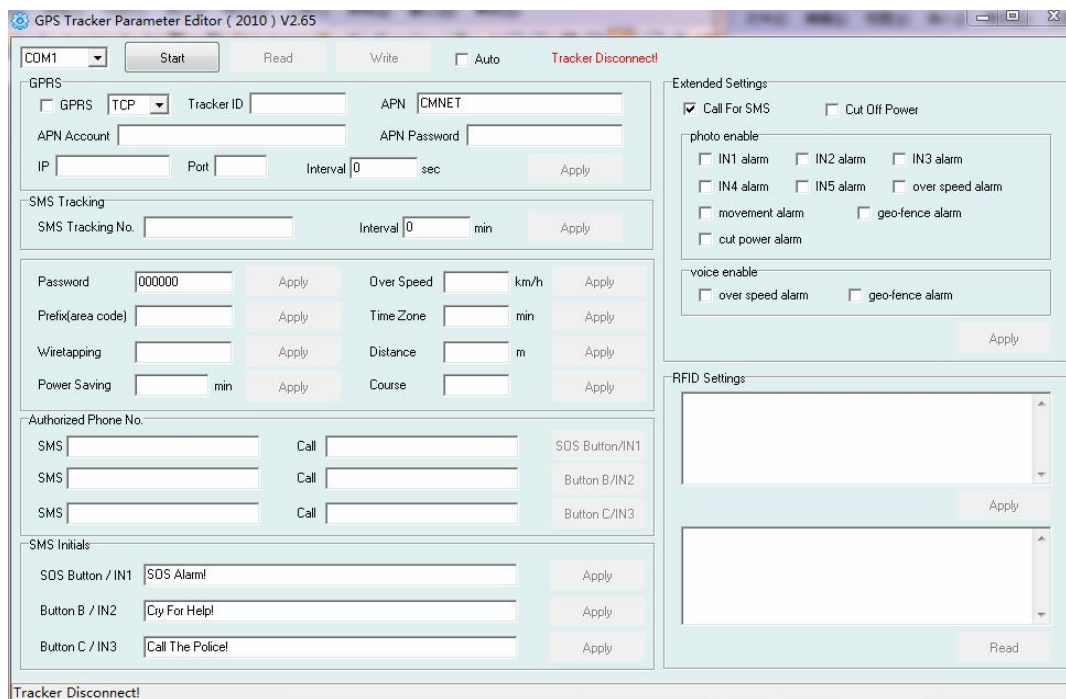 GPS Tracker Parameter Editor ( 2010 ) V2.65
COM1 Start Read Write Auto Tracker Disconnect!
GPRS
GPRS TCP Tracker ID APN CMNET
APN Account APN Password
IP Port Interval 0 sec Apply
SMS Tracking
SMS Tracking No. Interval 0 min Apply
Password 000000 Apply Over Speed km/h Apply
Prefix(area code) Apply Time Zone min Apply
Wiretapping Apply Distance m Apply
Power Saving min Apply Course Apply
Authorized Phone No.
SMS Call SOS Button/IN1
SMS Call Button B/IN2
SMS Call Button C/IN3
SMS Initials
SOS Button / IN1 SOS Alarm! Apply
Button B / IN2 Cry For Help! Apply
Button C / IN3 Call The Police! Apply
Extended Settings
Call For SMS Cut Off Power
photo enable
IN1 alarm IN2 alarm IN3 alarm
IN4 alarm IN5 alarm over speed alarm
movement alarm geo-fence alarm
cut power alarm
voice enable
over speed alarm geo-fence alarm
Apply
RFID Settings
Apply
Read
Tracker Disconnect!